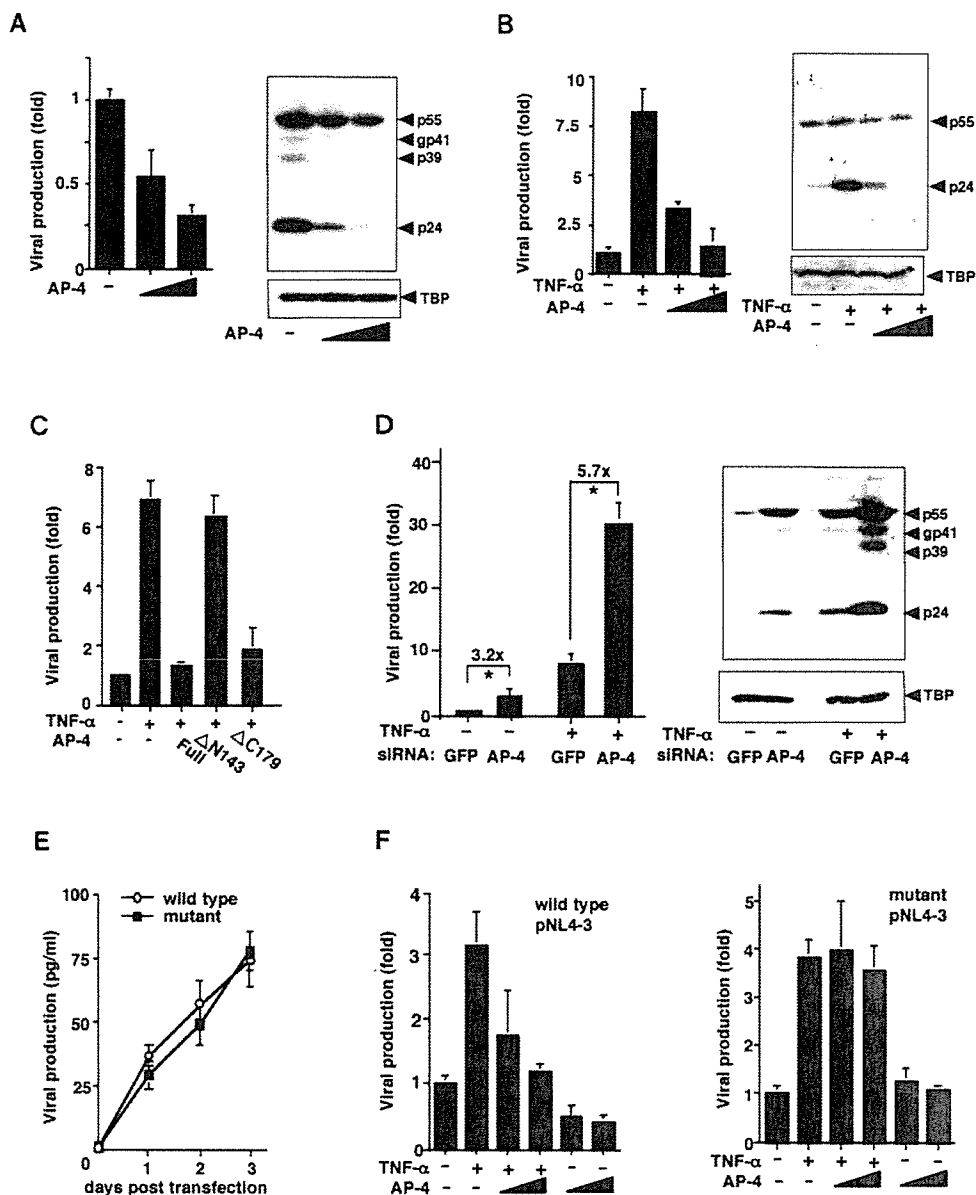 A
Viral production (fold)
1
0.5
0
AP-4
-
p55
gp41
p39
p24
TBP
AP-4
-
B
Viral production (fold)
10
7.5
5
2.5
0
TNF-α - + + +
AP-4 - -
p55
p24
TBP
TNF-α - + + +
AP-4 - -
C
Viral production (fold)
8
6
4
2
0
TNF-α - + + + +
AP-4 - - Full △N143 △C179
D
Viral production (fold)
40
30
20
10
0
3.2x
*
5.7x
*
TNF-α - - + +
siRNA: GFP AP-4 GFP AP-4
p55
gp41
p39
p24
TBP
TNF-α - - + +
siRNA: GFP AP-4 GFP AP-4
E
Viral production (pg/ml)
100
75
50
25
0
wild type
mutant
1 2 3
days post transfection
F
Viral production (fold)
4
3
2
1
0
wild type
pNL4-3
TNF-α - + + + - -
AP-4 - -
Viral production (fold)
5
4
3
2
1
0
mutant
pNL4-3
TNF-α - + + + - -
AP-4 - -